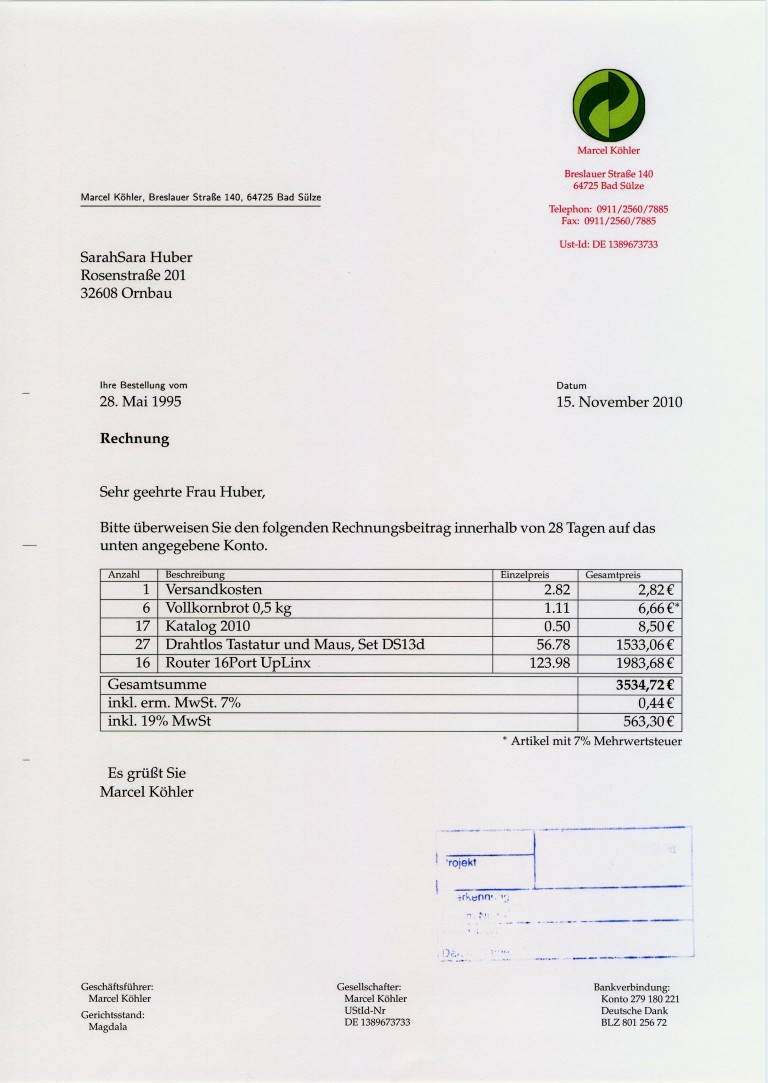 Marcel Köhler
Breslauer Straße 140
64725 Bad Sülze
Telephon: 0911/2560/7885
Fax: 0911/2560/7885
Ust-Id: DE 1389673733
Marcel Köhler, Breslauer Straße 140, 64725 Bad Sülze
SarahSara Huber
Rosenstraße 201
32608 Ornbau
Ihre Bestellung vom Datum
28. Mai 1995 15. November 2010
Rechnung
Sehr geehrte Frau Huber,
Bitte überweisen Sie den folgenden Rechnungsbeitrag innerhalb von 28 Tagen auf das
unten angegebene Konto.
Anzahl Beschreibung Einzelpreis Gesamtpreis
1 Versandkosten 2.82 2,82 €
6 Vollkornbrot 0,5 kg 1.11 6,66 €*
17 Katalog 2010 0.50 8,50 €
27 Drahtlos Tastatur und Maus, Set DS13d 56.78 1533,06 €
16 Router 16Port UpLinx 123.98 1983,68 €
Gesamtsumme 3534,72 €
inkl. erm. MwSt. 7% 0,44 €
inkl. 19% MwSt 563,30 €
* Artikel mit 7% Mehrwertsteuer
Es grüßt Sie
Marcel Köhler
rojekt
Geschäftsführer:
Marcel Köhler
Gerichtsstand:
Magdala
Gesellschafter:
Marcel Köhler
UStId-Nr
DE 1389673733
Bankverbindung:
Konto 279 180 221
Deutsche Dank
BLZ 801 256 72